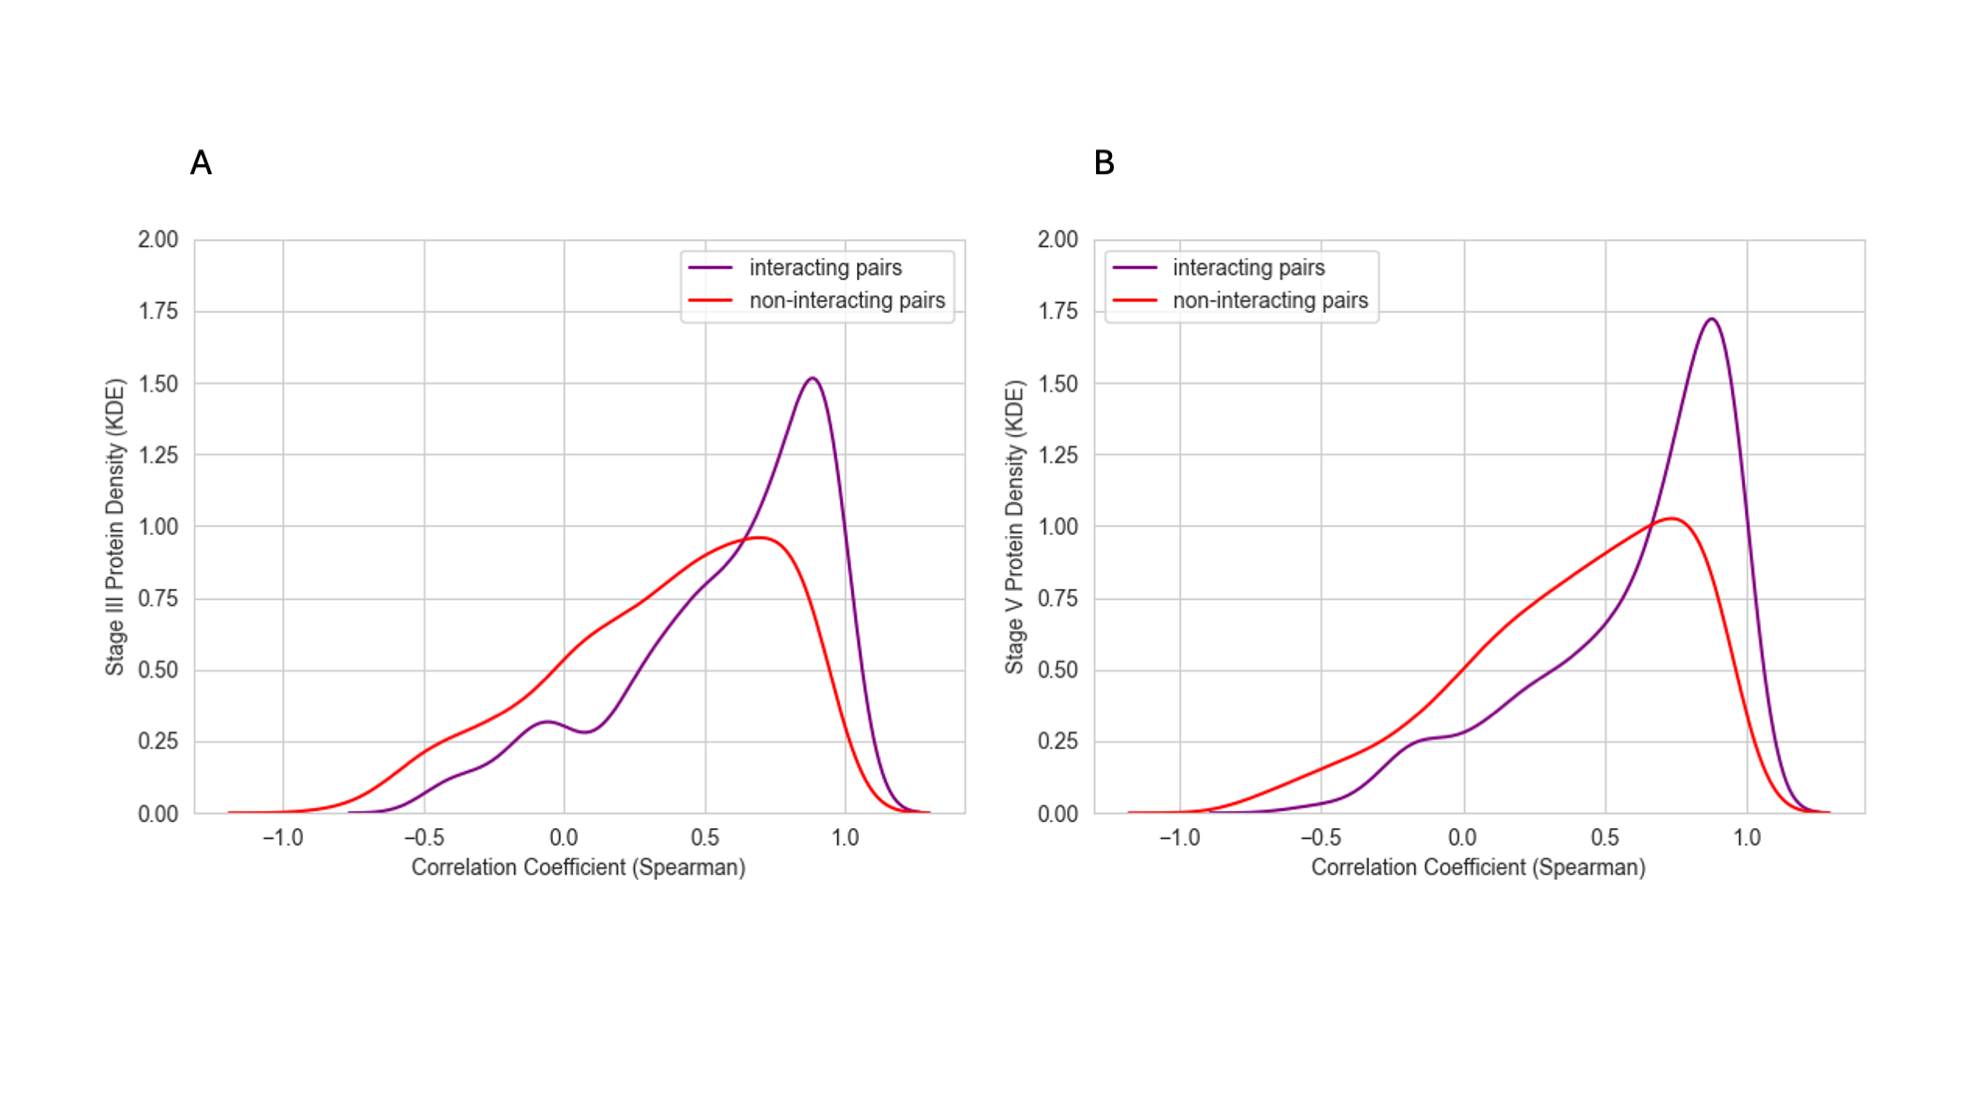 A
2.00
1.75
1.50
1.25
1.00
0.75
0.50
0.25
0.00
Stage III Protein Density (KDE)
interacting pairs
non-interacting pairs
−1.0 −0.5 0.0 0.5 1.0
Correlation Coefficient (Spearman)
B
2.00
1.75
1.50
1.25
1.00
0.75
0.50
0.25
0.00
Stage V Protein Density (KDE)
interacting pairs
non-interacting pairs
−1.0 −0.5 0.0 0.5 1.0
Correlation Coefficient (Spearman)